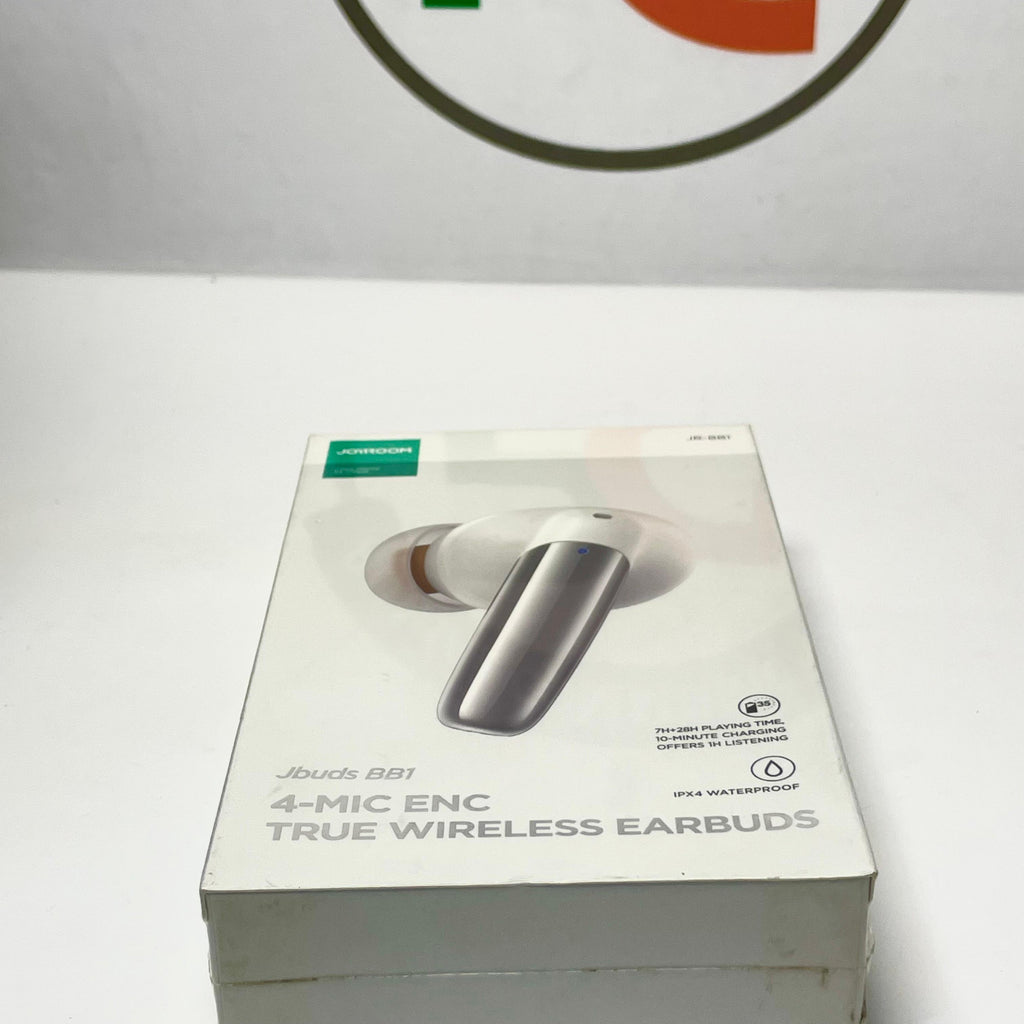 JOYROOM
JR-BB1
35
7H+28H PLAYING TIME,
10-MINUTE CHARGING
OFFERS 1H LISTENING
IPX4 WATERPROOF
Jbuds BB1
4-MIC ENC
TRUE WIRELESS EARBUDS